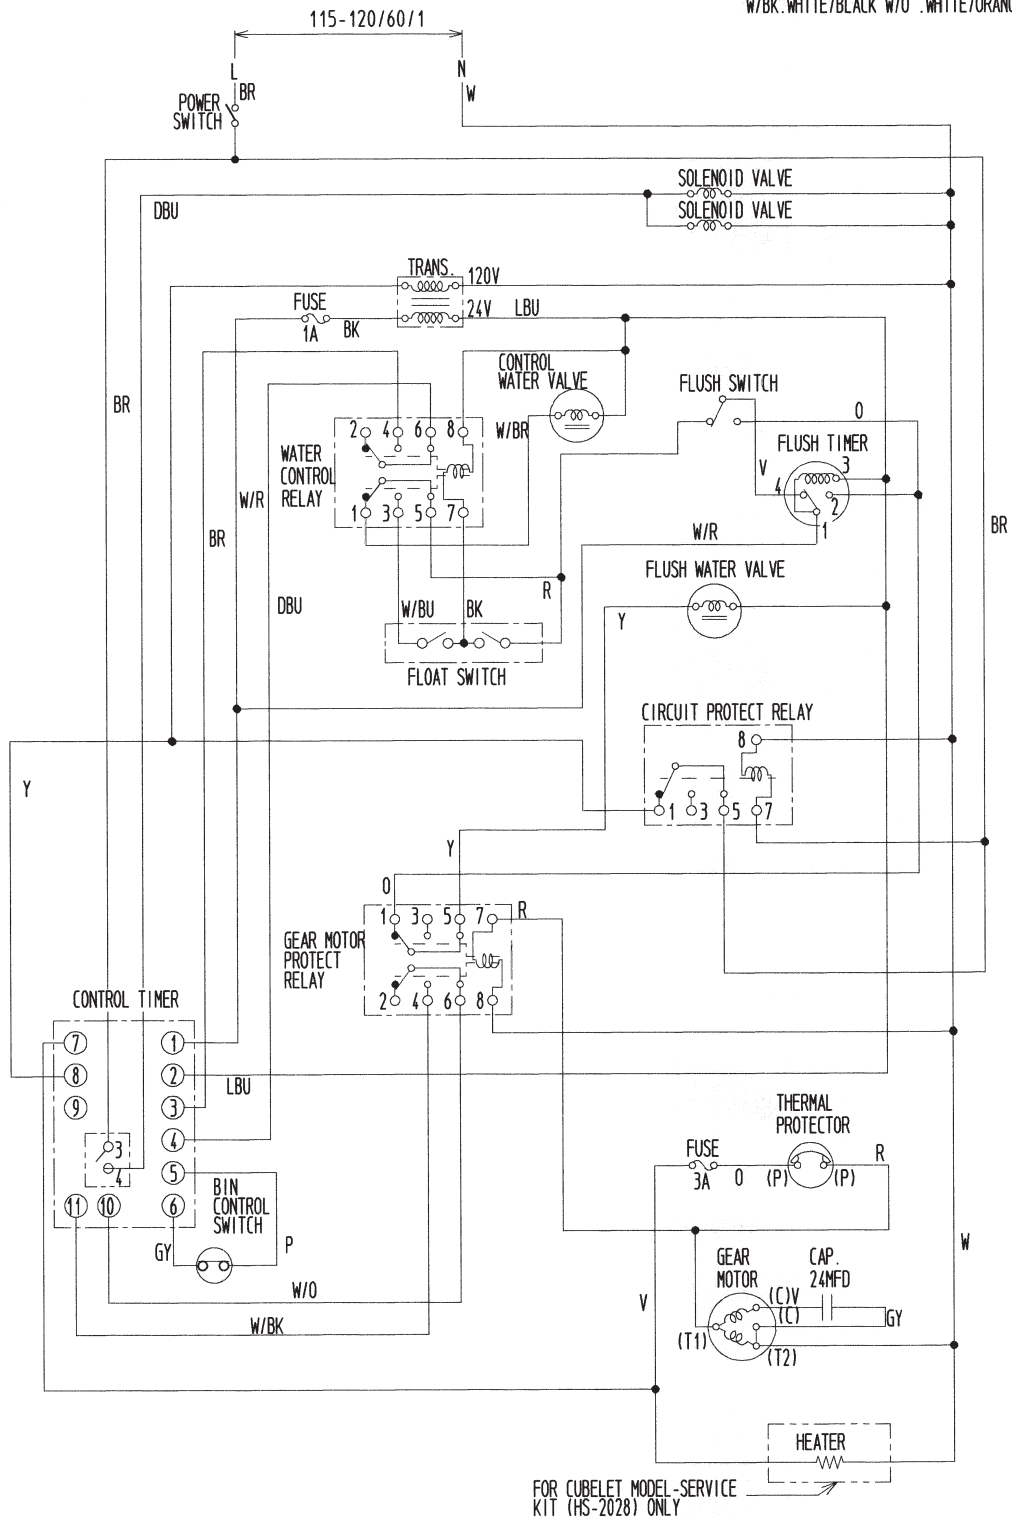 W/BK.WHITE/BLACK W/O .WHITE/ORANG
115-120/60/1
L
N
BR
W
POWER
SWITCH
SOLENOID VALVE
DBU
SOLENOID VALVE
TRANS.
120V
FUSE
24V
LBU
1A
BK
CONTROL
WATER VALVE
FLUSH SWITCH
BR
O
2 4 6 8
W/BR
FLUSH TIMER
WATER
CONTROL
RELAY
V
3
4
2
1
W/R
1 3 5 7
BR
W/R
BR
FLUSH WATER VALVE
DBU
W/BU
BK
R
Y
FLOAT SWITCH
CIRCUIT PROTECT RELAY
8
Y
1 3 5 7
Y
O
1 3 5 7
R
GEAR MOTOR
PROTECT
RELAY
2 4 6 8
CONTROL TIMER
7
1
8
2
LBU
9
3
THERMAL
PROTECTOR
3
4
4
FUSE
R
5
3A
O
(P)
(P)
BIN
CONTROL
SWITCH
11
10
6
GY
P
W
GEAR
MOTOR
CAP.
24MFD
W/O
V
(C)V
(C)
GY
W/BK
(T1)
(T2)
HEATER
FOR CUBELET MODEL-SERVICE
KIT (HS-2028) ONLY